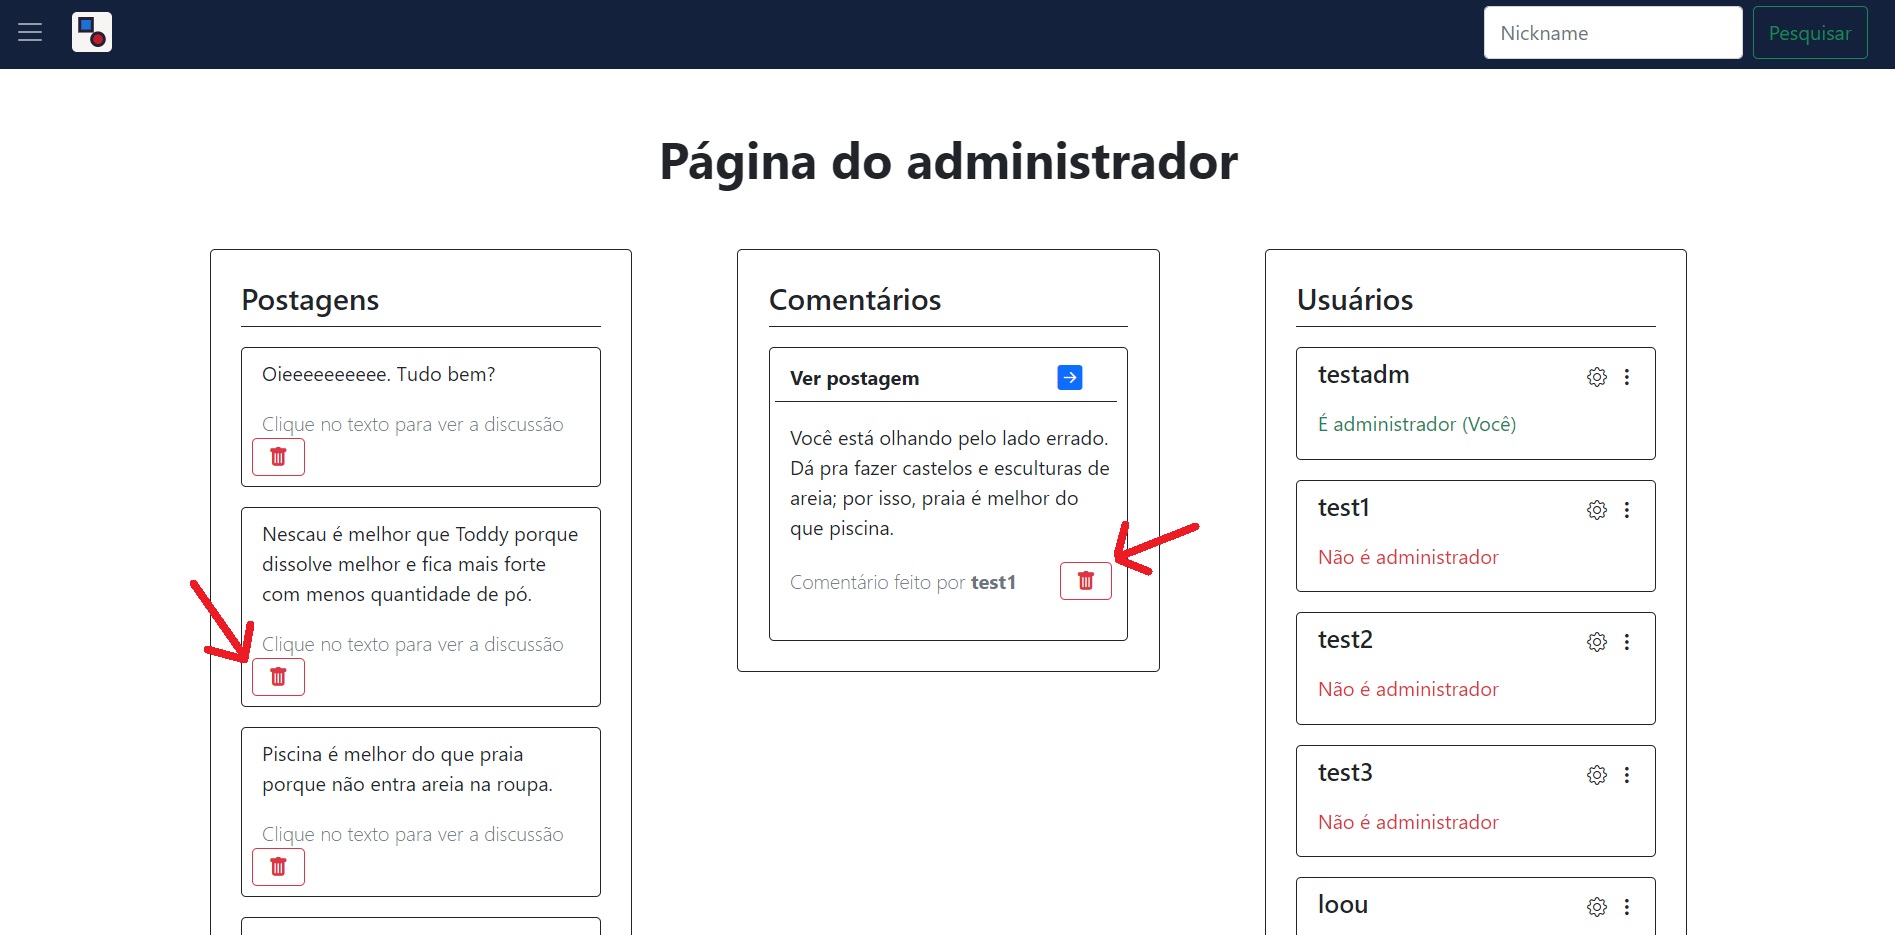 Nickname
Pesquisar
Página do administrador
Postagens
Oieeeeeeeeeee. Tudo bem?
Clique no texto para ver a discussão
Nescau é melhor que Toddy porque
dissolve melhor e fica mais forte
com menos quantidade de pó.
Clique no texto para ver a discussão
Piscina é melhor do que praia
porque não entra areia na roupa.
Clique no texto para ver a discussão
Comentários
Ver postagem
Você está olhando pelo lado errado.
Dá pra fazer castelos e esculturas de
areia; por isso, praia é melhor do
que piscina.
Comentário feito por test1
Usuários
testadm
É administrador (Você)
test1
Não é administrador
test2
Não é administrador
test3
Não é administrador
loou